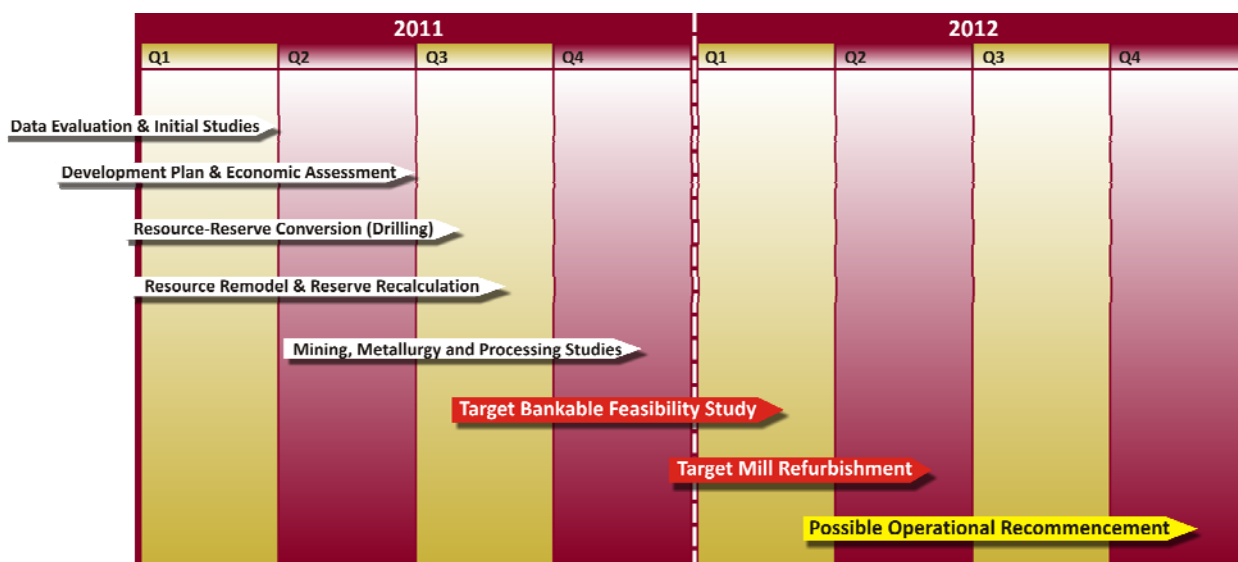 2011 2012
Q1 Q2 Q3 Q4 Q1 Q2 Q3 Q4
Data Evaluation & Initial Studies
Development Plan & Economic Assessment
Resource-Reserve Conversion (Drilling)
Resource Remodel & Reserve Recalculation
Mining, Metallurgy and Processing Studies
Target Bankable Feasibility Study
Target Mill Refurbishment
Possible Operational Recommencement